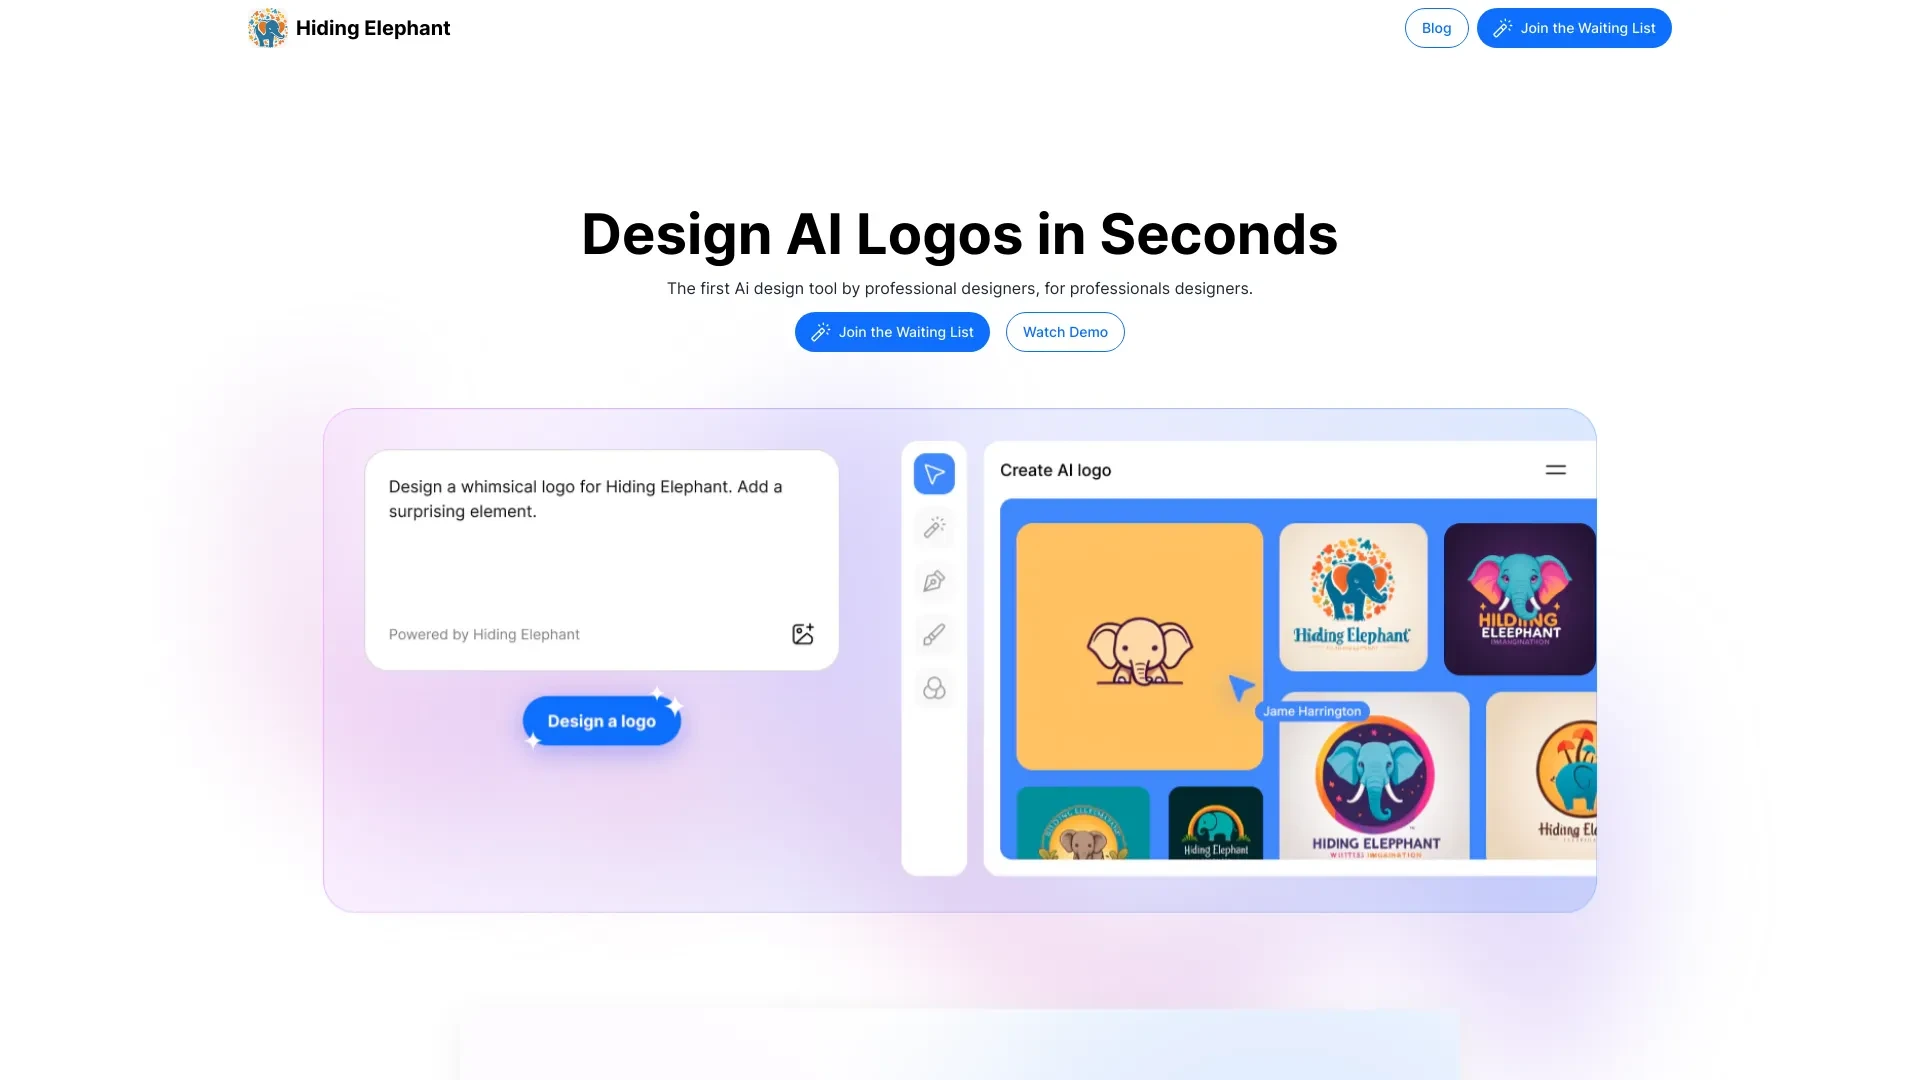 Hiding Elephant
Blog
Join the Waiting List
Design AI Logos in Seconds
The first Ai design tool by professional designers, for professionals designers.
Join the Waiting List
Watch Demo
Design a whimsical logo for Hiding Elephant. Add a
surprising element.
Powered by Hiding Elephant
Design a logo
Create AI logo
Hiding Elephant
HILDIING
ELEEPHANT
IMAGINATION
Jame Harrington
Hiding Elephant
HIDING ELEPPHANT
Hiding El